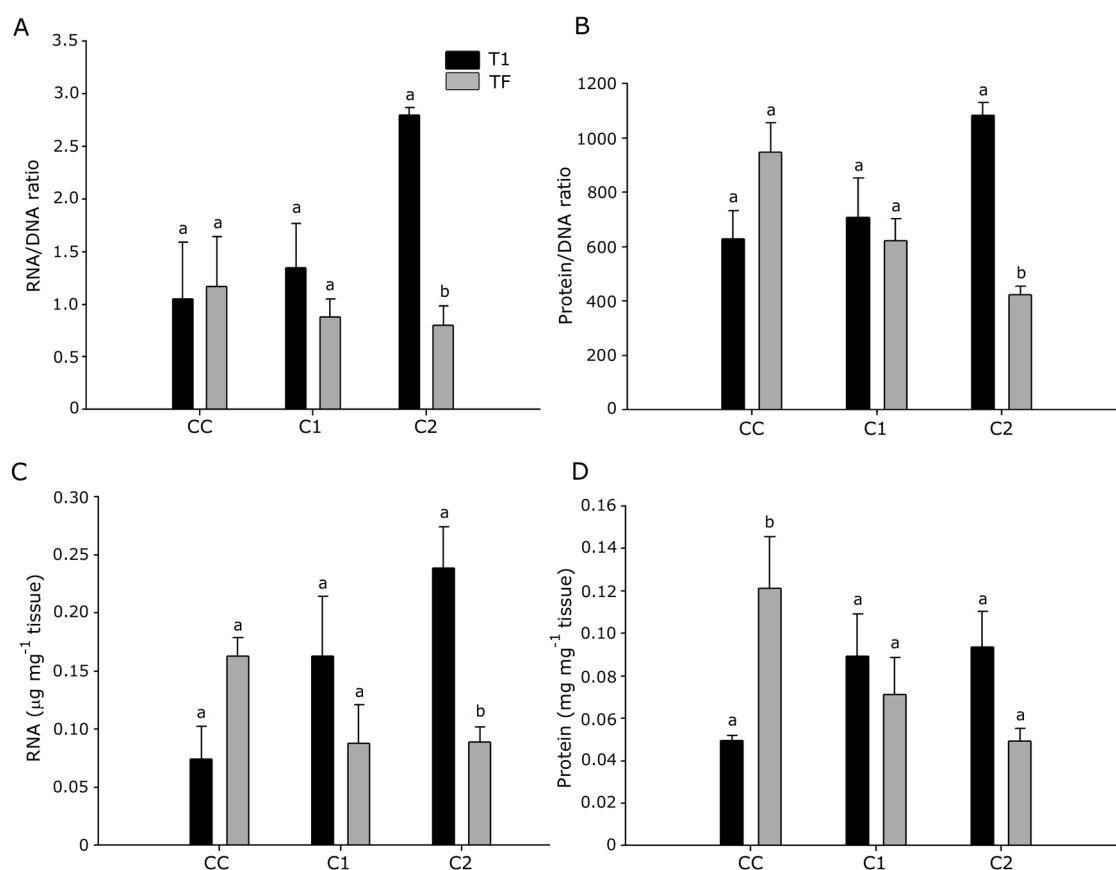 A
3.5
3.0
2.5
2.0
1.5
1.0
0.5
0
RNA/DNA ratio
T1
TF
a
a
a
a
a
b
CC C1 C2
B
1200
1000
800
600
400
200
0
Protein/DNA ratio
a
a
a
a
a
b
CC C1 C2
C
0.30
0.25
0.20
0.15
0.10
0.05
0
RNA (µg mg⁻¹ tissue)
a
a
a
a
a
b
CC C1 C2
D
0.16
0.14
0.12
0.10
0.08
0.06
0.04
0.02
0
Protein (mg mg⁻¹ tissue)
a
b
a
a
a
a
CC C1 C2